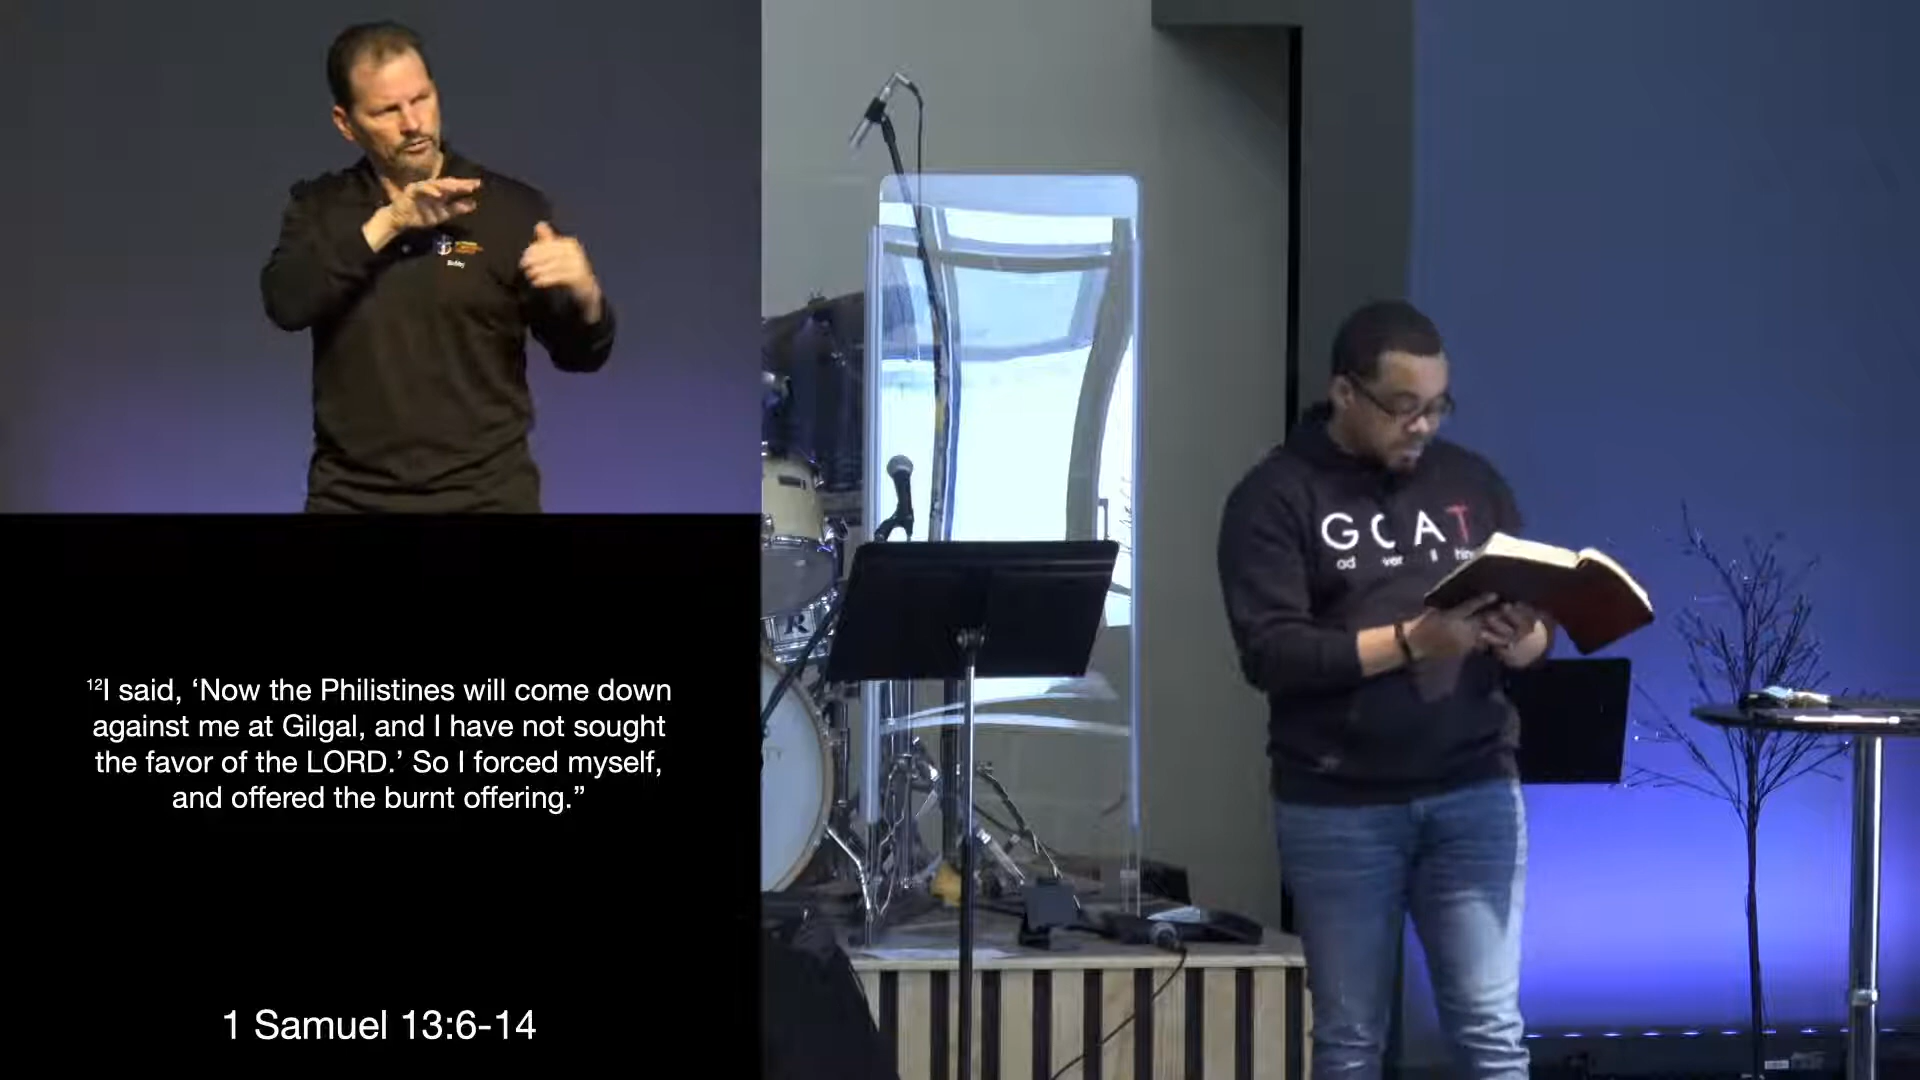 ¹²I said, ‘Now the Philistines will come down
against me at Gilgal, and I have not sought
the favor of the LORD.’ So I forced myself,
and offered the burnt offering.”
1 Samuel 13:6-14
GOAT
R